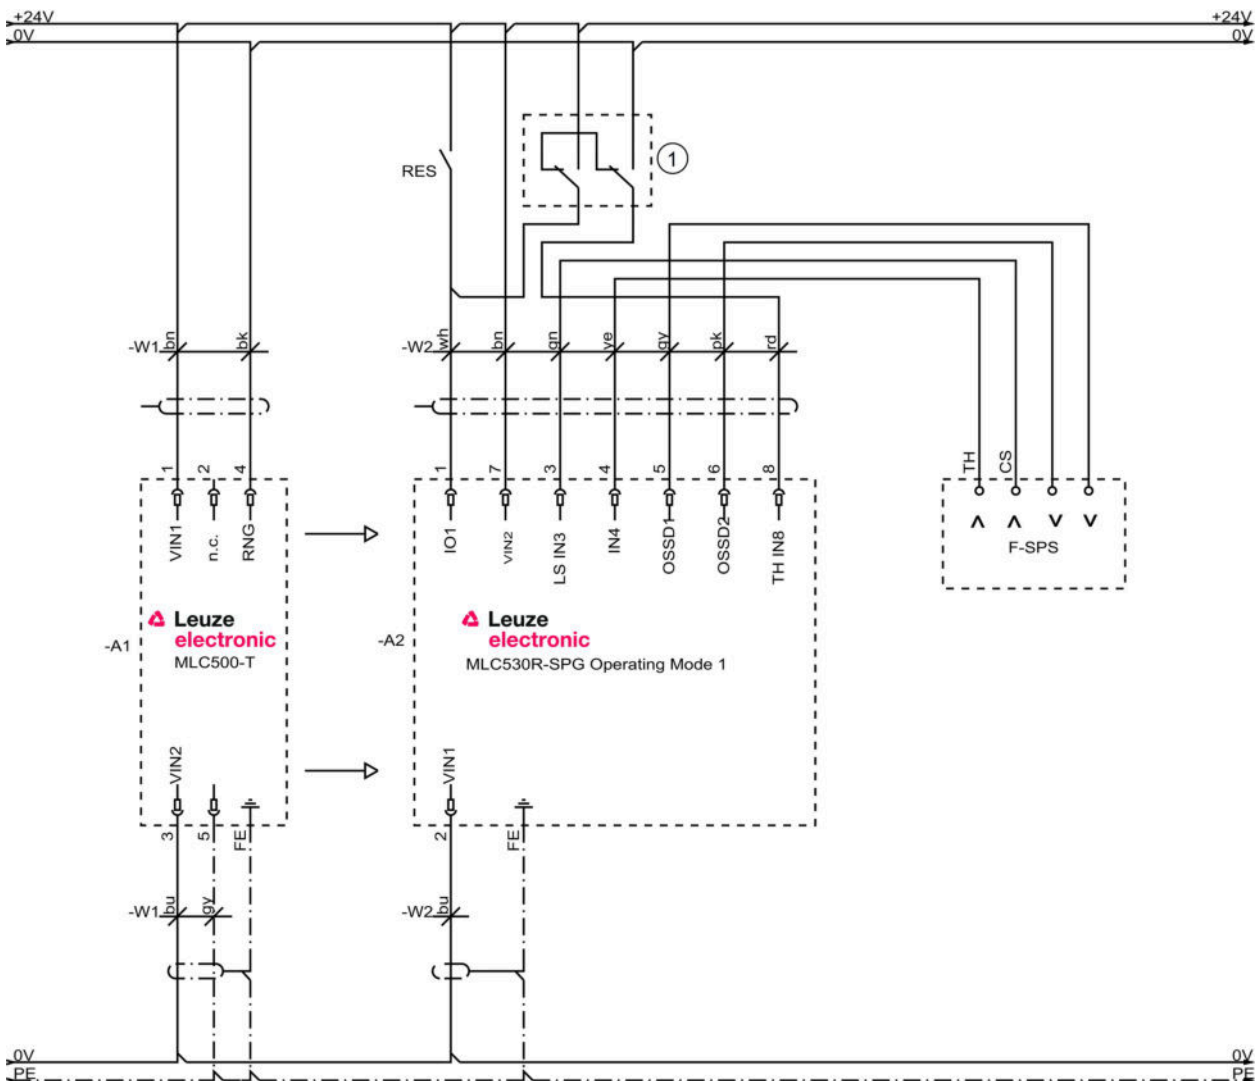 +24V +24V
0V 0V
RES
1
-W1 bn bk
-W2 wh bn gn ye gy pk rd
1 2 4
1 7 3 4 5 6 8
TH CS
VIN1 n.c. RNG
IO1 VIN2 LS IN3 IN4 OSSD1 OSSD2 TH IN8
F-SPS
Leuze
electronic
-A1
MLC500-T
Leuze
electronic
-A2
MLC530R-SPG Operating Mode 1
VIN2
VIN1
3 5 FE
2 FE
-W1 bu gy
-W2 bu
0V 0V
PE PE